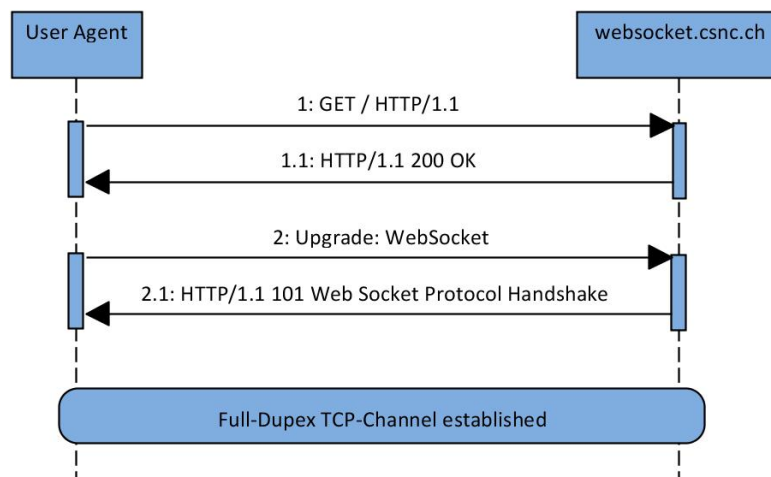 User Agent
websocket.csnc.ch
1: GET / HTTP/1.1
1.1: HTTP/1.1 200 OK
2: Upgrade: WebSocket
2.1: HTTP/1.1 101 Web Socket Protocol Handshake
Full-Dupex TCP-Channel established